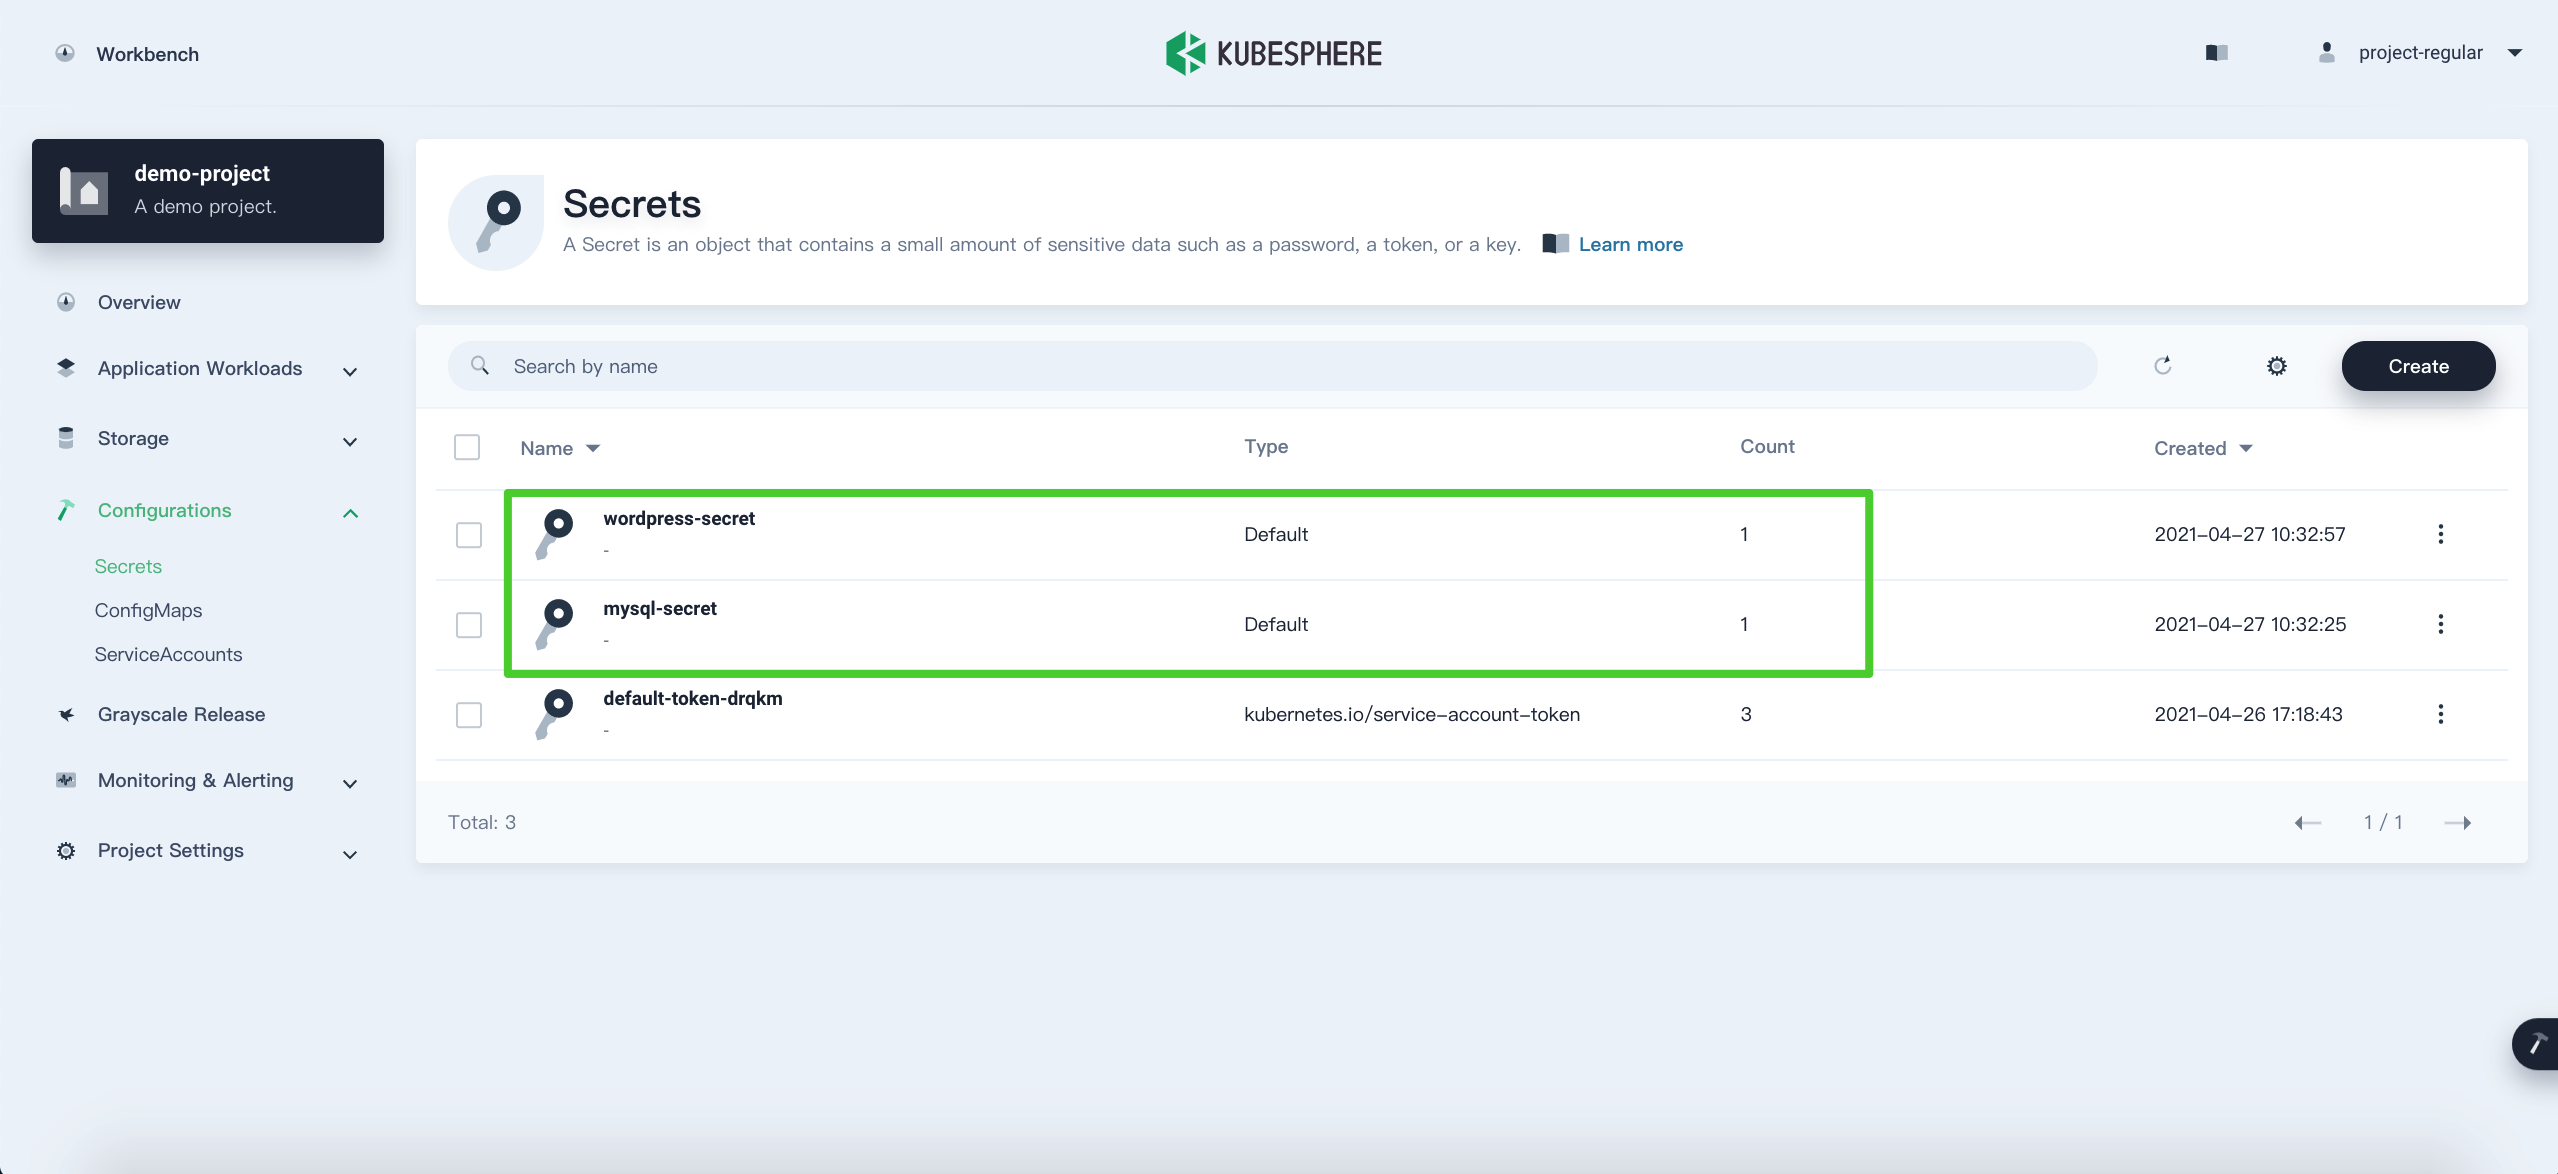 Workbench
KUBESPHERE
project-regular
demo-project
A demo project.
Overview
Application Workloads
Storage
Configurations
Secrets
ConfigMaps
ServiceAccounts
Grayscale Release
Monitoring & Alerting
Project Settings
Secrets
A Secret is an object that contains a small amount of sensitive data such as a password, a token, or a key. Learn more
Search by name
Create
Name Type Count Created
wordpress-secret
-
Default 1 2021-04-27 10:32:57
mysql-secret
-
Default 1 2021-04-27 10:32:25
default-token-drqkm
-
kubernetes.io/service-account-token 3 2021-04-26 17:18:43
Total: 3
1 / 1